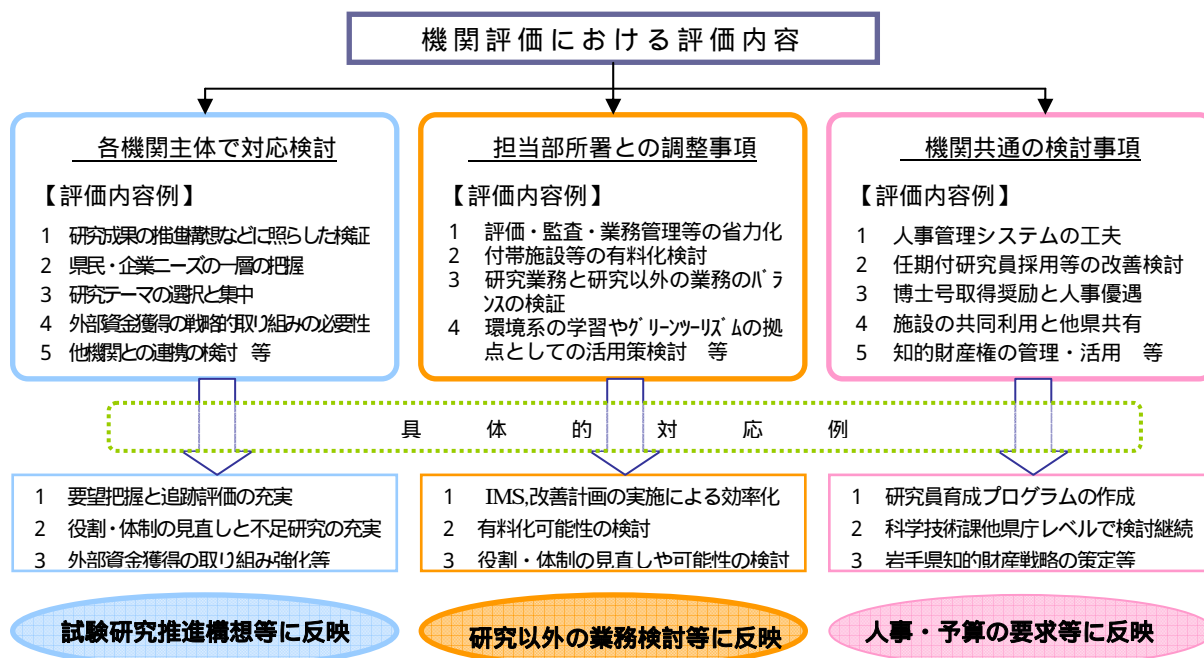 機関評価における評価内容
各機関主体で対応検討
【評価内容例】
1 研究成果の推進構想などに照らした検証
2 県民・企業ニーズの一層の把握
3 研究テーマの選択と集中
4 外部資金獲得の戦略的取り組みの必要性
5 他機関との連携の検討 等
担当部所署との調整事項
【評価内容例】
1 評価・監査・業務管理等の省力化
2 付帯施設等の有料化検討
3 研究業務と研究以外の業務のバラ
ンスの検証
4 環境系の学習やグリーンツーリズムの拠
点としての活用策検討 等
機関共通の検討事項
【評価内容例】
1 人事管理システムの工夫
2 任期付研究員採用等の改善検討
3 博士号取得奨励と人事優遇
4 施設の共同利用と他県共有
5 知的財産権の管理・活用 等
具体的対応例
1 要望把握と追跡評価の充実
2 役割・体制の見直しと不足研究の充実
3 外部資金獲得の取り組み強化等
1 IMS,改善計画の実施による効率化
2 有料化可能性の検討
3 役割・体制の見直しや可能性の検討
1 研究員育成プログラムの作成
2 科学技術課他県庁レベルで検討継続
3 岩手県知的財産戦略の策定等
試験研究推進構想等に反映
研究以外の業務検討等に反映
人事・予算の要求等に反映